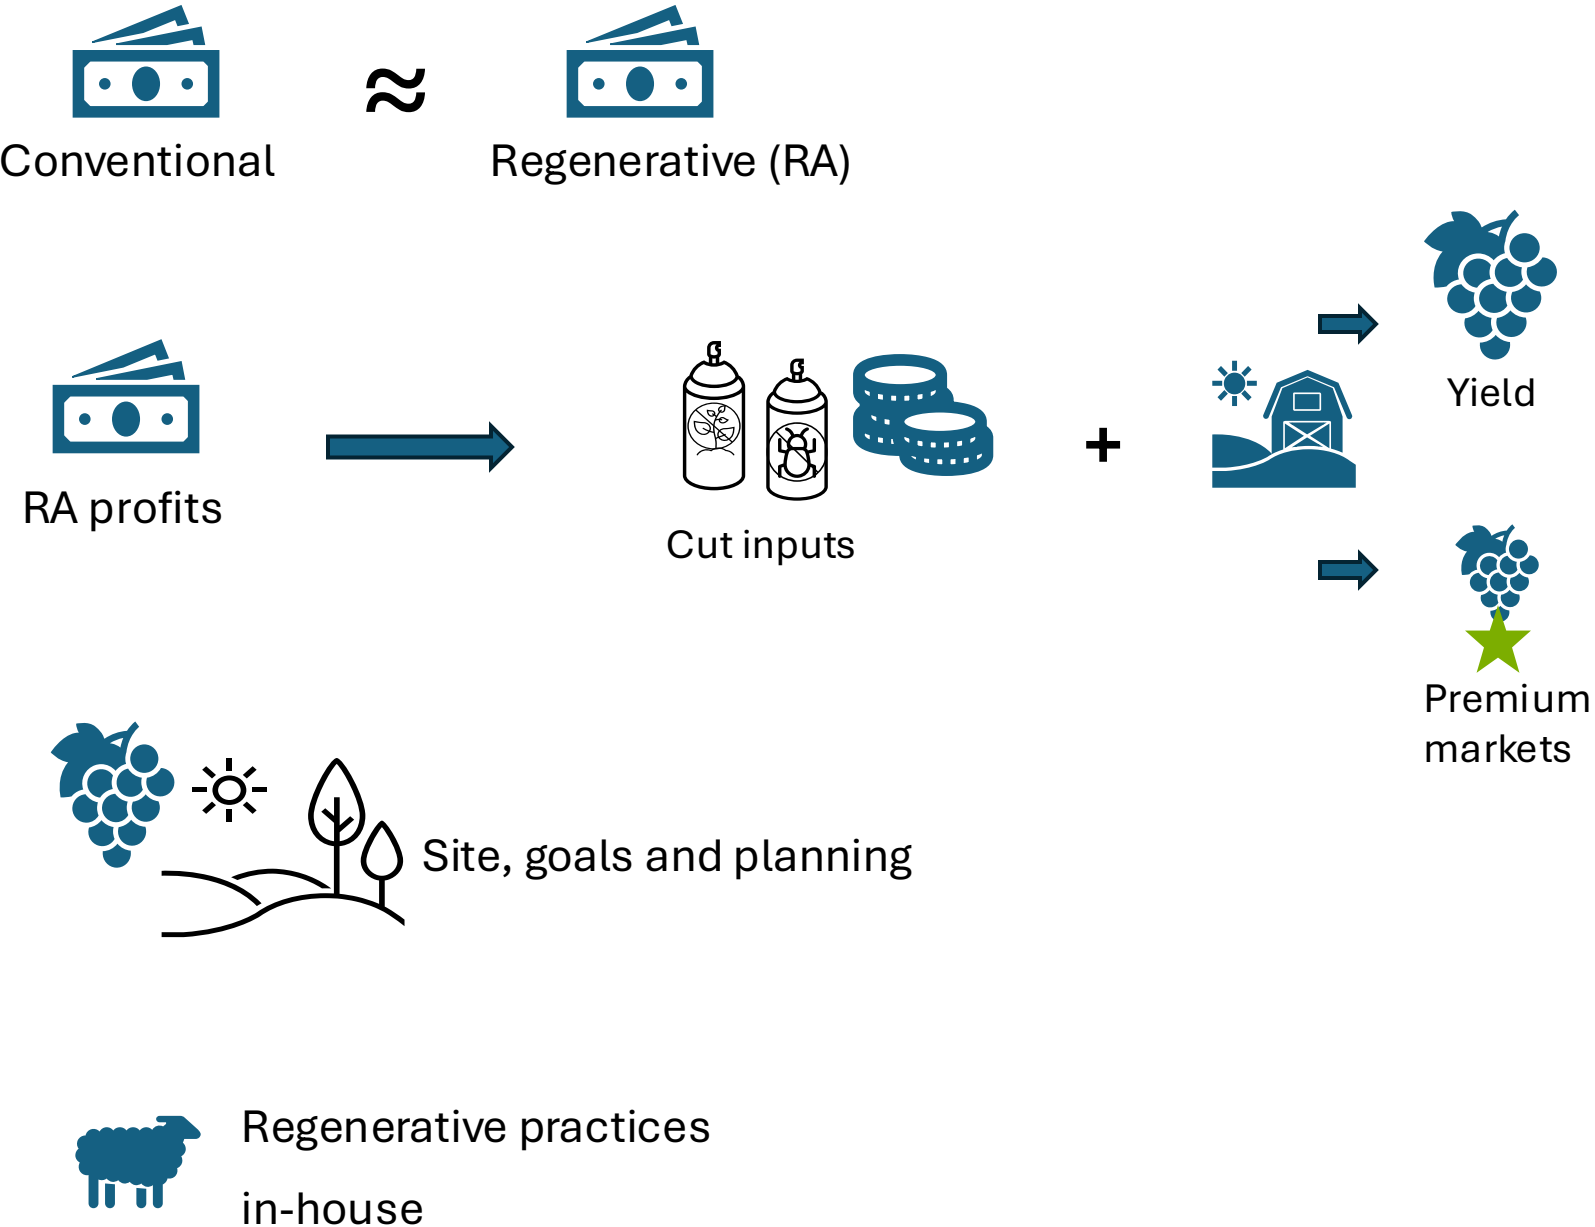 ≈
Conventional
Regenerative (RA)
+
Yield
RA profits
Cut inputs
Premium
markets
Site, goals and planning
Regenerative practices
in-house